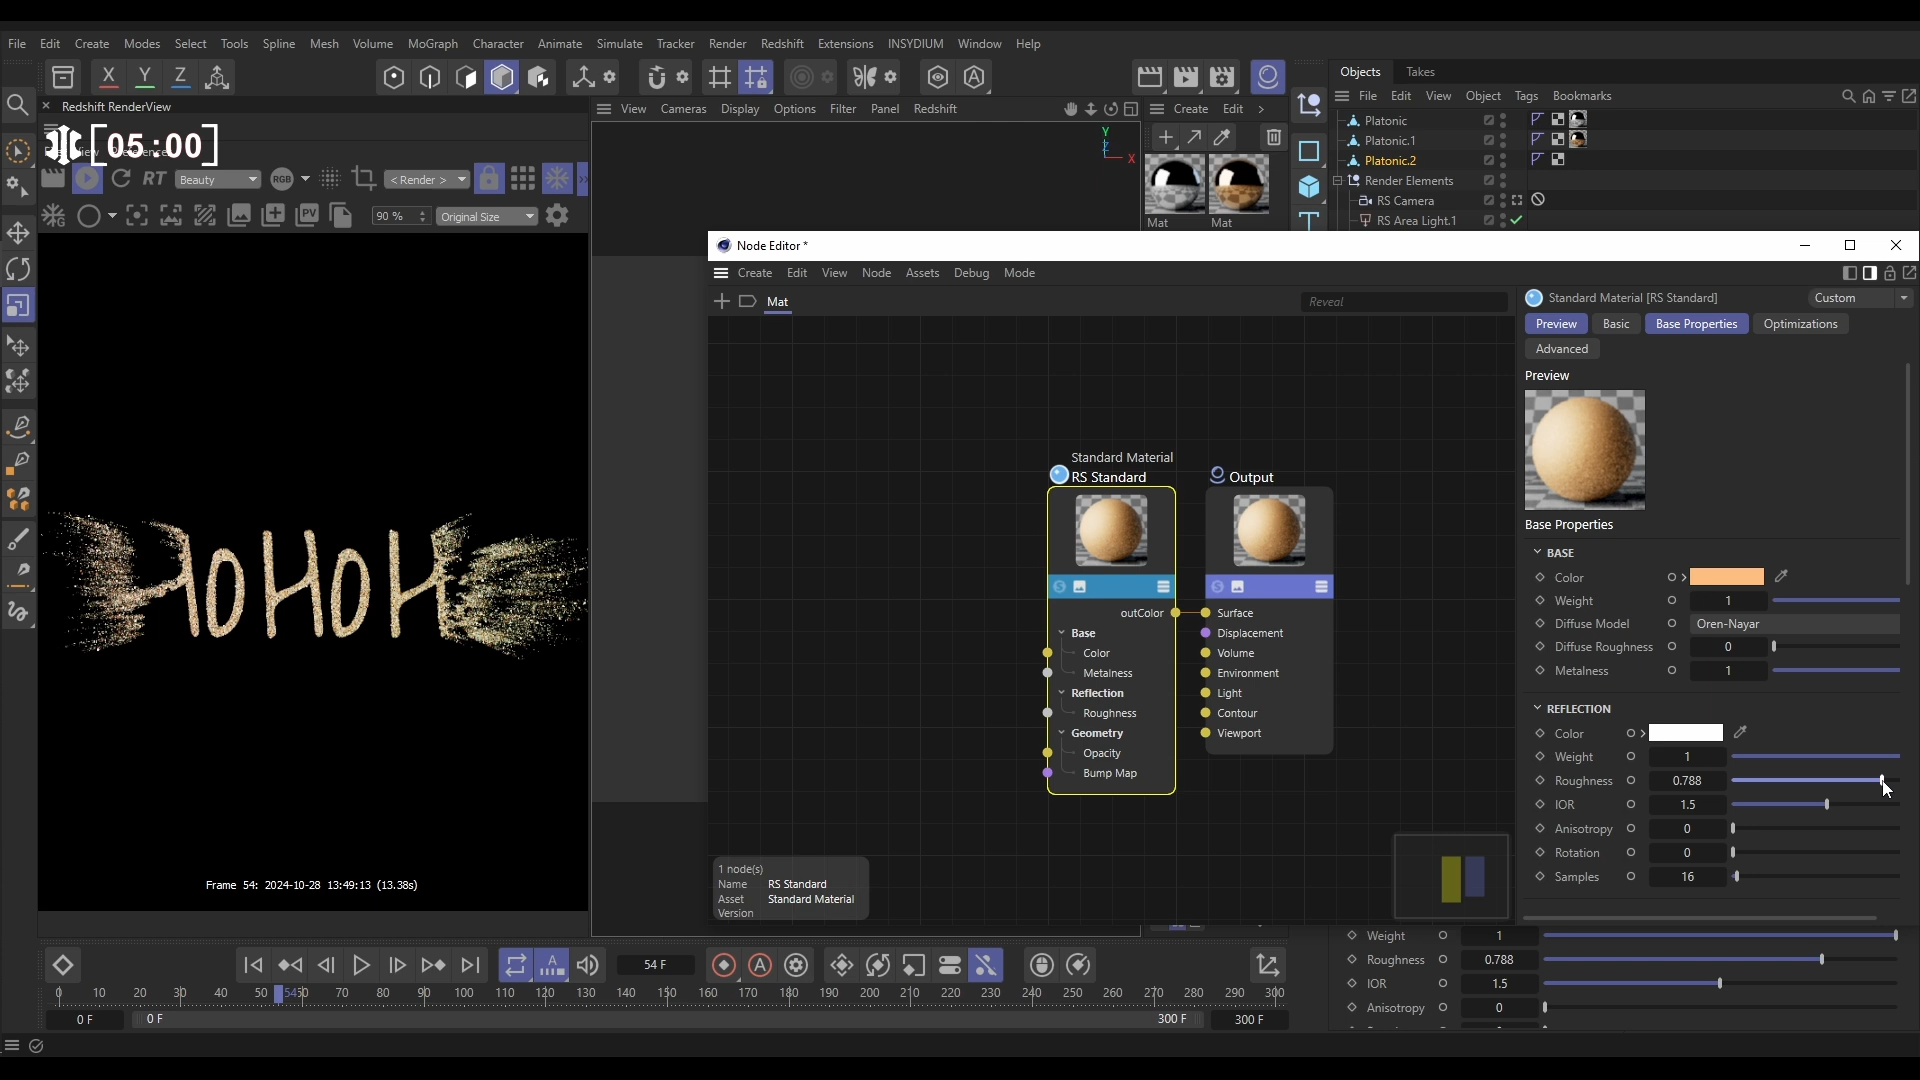 File Edit Create Modes Select Tools Spline Mesh Volume MoGraph Character Animate Simulate Tracker Render Redshift Extensions INSYDIUM Window Help
X Y Z
Objects Takes
Redshift RenderView
View Cameras Display Options Filter Panel Redshift
Create Edit
File Edit View Object Tags Bookmarks
[05:00]
Y
Z
X
Platonic
Platonic.1
Platonic.2
Render Elements
RS Camera
RS Area Light.1
RT Beauty RGB < Render >
90 % PV Original Size
Mat Mat
Node Editor *
Create Edit View Node Assets Debug Mode
Mat
Reveal
Standard Material [RS Standard] Custom
Preview Basic Base Properties Optimizations
Advanced
Preview
Base Properties
BASE
Color
Weight 1
Diffuse Model Oren-Nayar
Diffuse Roughness 0
Metalness 1
REFLECTION
Color
Weight 1
Roughness 0.788
IOR 1.5
Anisotropy 0
Rotation 0
Samples 16
Standard Material
RS Standard
outColor
Base
Color
Metalness
Reflection
Roughness
Geometry
Opacity
Bump Map
Output
Surface
Displacement
Volume
Environment
Light
Contour
Viewport
1 node(s)
Name RS Standard
Asset Standard Material
Version
HoHoH
Frame 54: 2024-10-28 13:49:13 (13.38s)
Weight 1
Roughness 0.788
IOR 1.5
Anisotropy 0
54 F
0 10 20 30 40 50 54 60 70 80 90 100 110 120 130 140 150 160 170 180 190 200 210 220 230 240 250 260 270 280 290 300
0 F 0 F 300 F 300 F